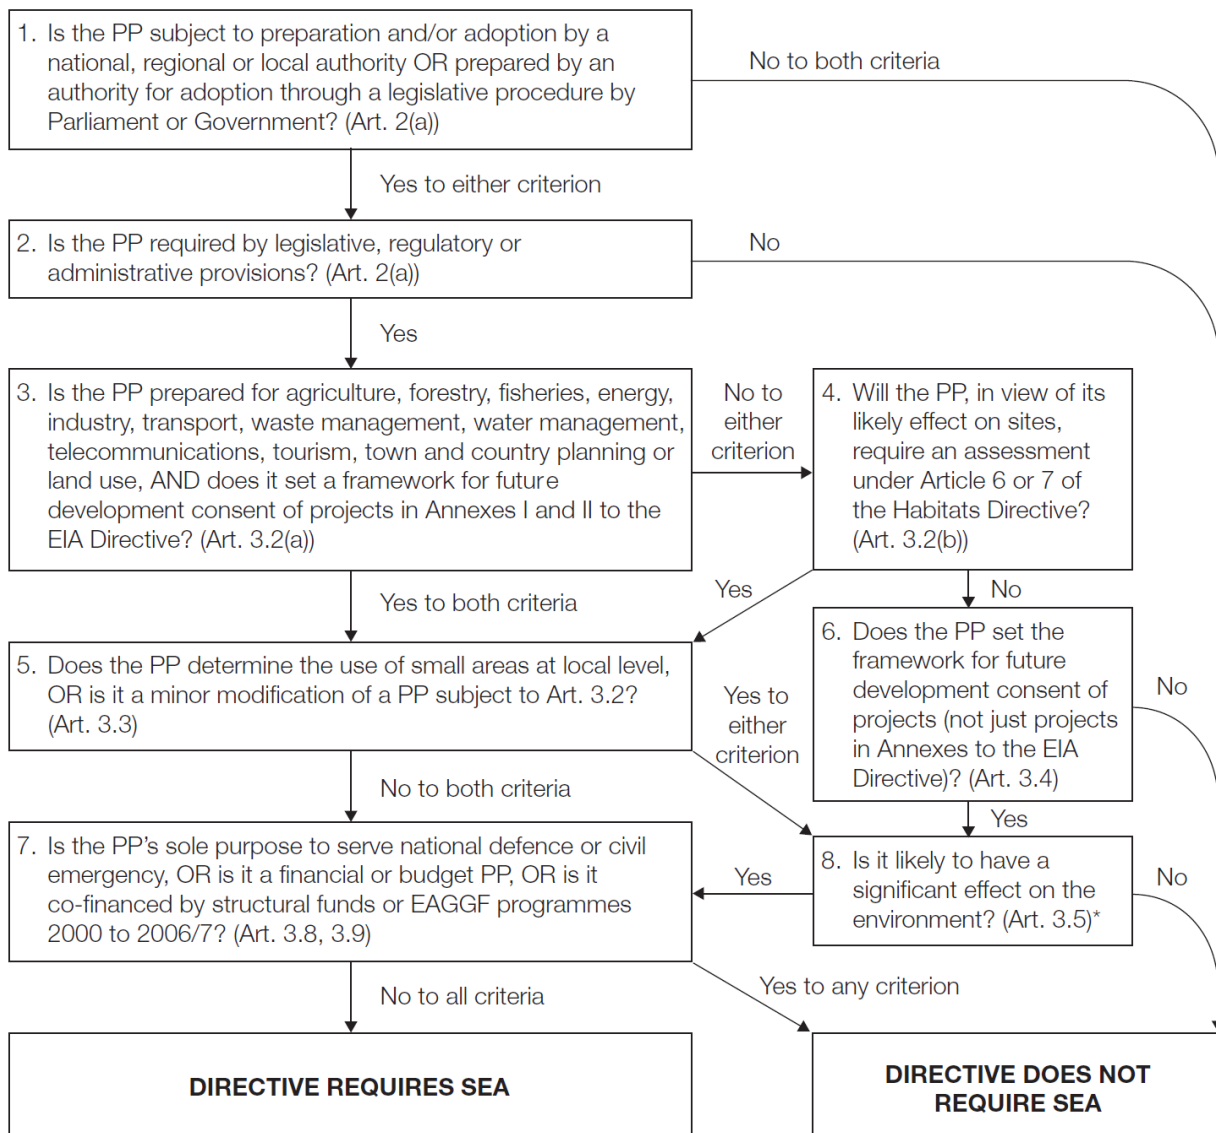 1. Is the PP subject to preparation and/or adoption by a
national, regional or local authority OR prepared by an
authority for adoption through a legislative procedure by
Parliament or Government? (Art. 2(a))
No to both criteria
Yes to either criterion
2. Is the PP required by legislative, regulatory or
administrative provisions? (Art. 2(a))
No
Yes
3. Is the PP prepared for agriculture, forestry, fisheries, energy,
industry, transport, waste management, water management,
telecommunications, tourism, town and country planning or
land use, AND does it set a framework for future
development consent of projects in Annexes I and II to the
EIA Directive? (Art. 3.2(a))
No to
either
criterion
4. Will the PP, in view of its
likely effect on sites,
require an assessment
under Article 6 or 7 of
the Habitats Directive?
(Art. 3.2(b))
Yes to both criteria
Yes
No
5. Does the PP determine the use of small areas at local level,
OR is it a minor modification of a PP subject to Art. 3.2?
(Art. 3.3)
Yes to
either
criterion
6. Does the PP set the
framework for future
development consent of
projects (not just projects
in Annexes to the EIA
Directive)? (Art. 3.4)
No
No to both criteria
Yes
7. Is the PP’s sole purpose to serve national defence or civil
emergency, OR is it a financial or budget PP, OR is it
co-financed by structural funds or EAGGF programmes
2000 to 2006/7? (Art. 3.8, 3.9)
Yes
8. Is it likely to have a
significant effect on the
environment? (Art. 3.5)*
No
No to all criteria
Yes to any criterion
DIRECTIVE REQUIRES SEA
DIRECTIVE DOES NOT
REQUIRE SEA